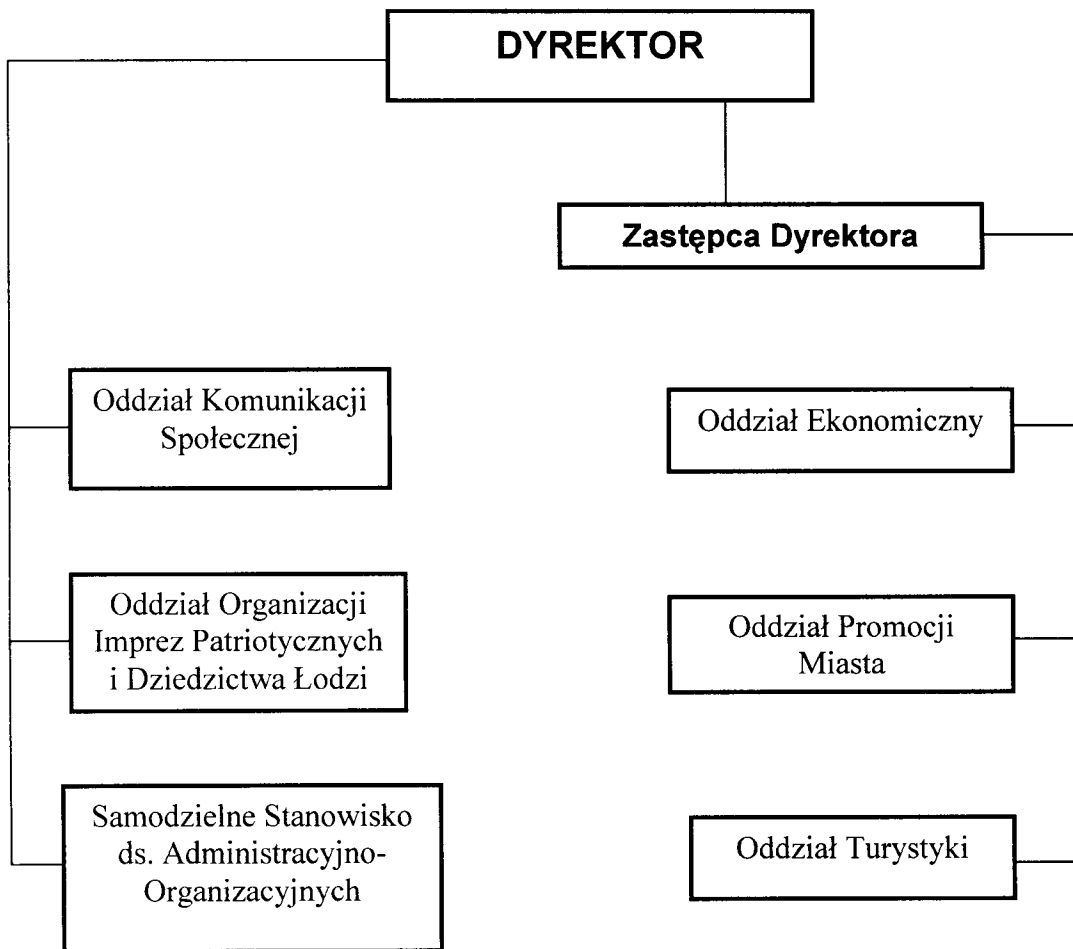 DYREKTOR
Zastępca Dyrektora
Oddział Komunikacji
Społecznej
Oddział Ekonomiczny
Oddział Organizacji
Imprez Patriotycznych
i Dziedzictwa Łodzi
Oddział Promocji
Miasta
Samodzielne Stanowisko
ds. Administracyjno-
Organizacyjnych
Oddział Turystyki